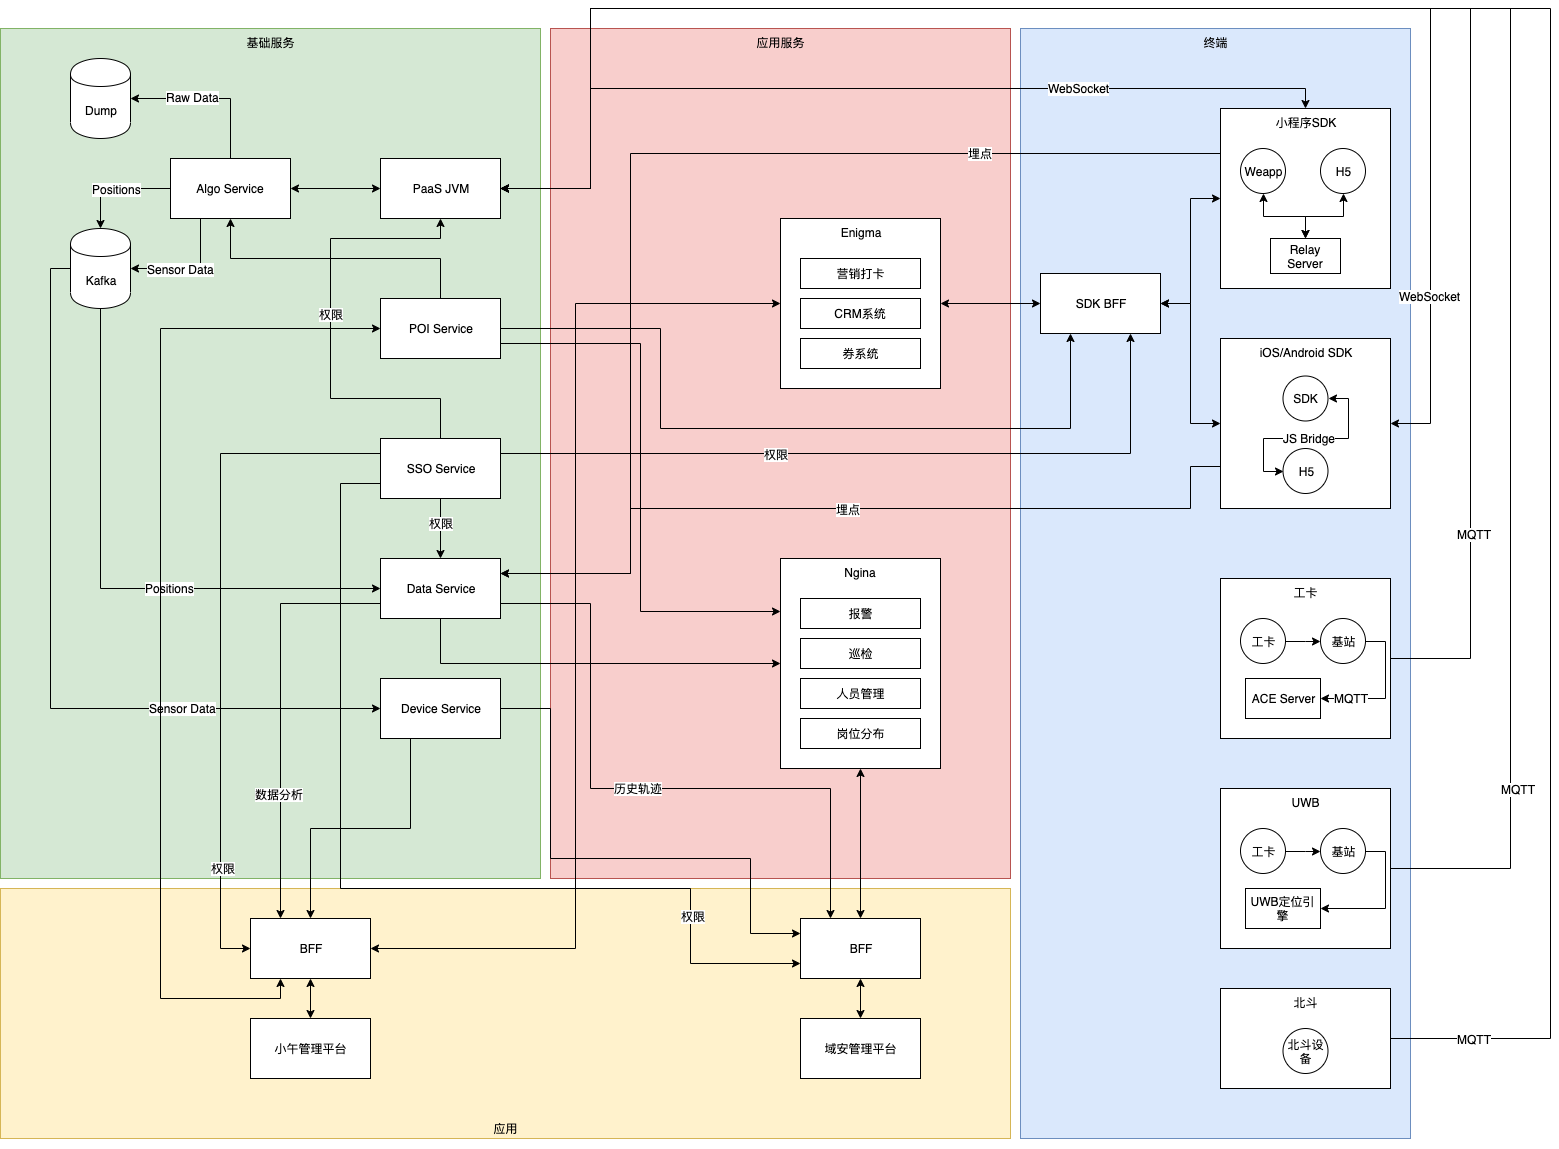 基础服务
Dump
Raw Data
Algo Service
PaaS JVM
Positions
Kafka
Sensor Data
权限
POI Service
SSO Service
权限
Data Service
Positions
Device Service
Sensor Data
数据分析
权限
应用服务
WebSocket
埋点
Enigma
营销打卡
CRM系统
券系统
权限
埋点
Ngina
报警
巡检
人员管理
岗位分布
历史轨迹
终端
小程序SDK
Weapp
H5
Relay
Server
SDK BFF
WebSocket
iOS/Android SDK
SDK
JS Bridge
H5
MQTT
工卡
工卡
基站
ACE Server
MQTT
MQTT
UWB
工卡
基站
UWB定位引
擎
北斗
北斗设
备
MQTT
BFF
权限
BFF
小午管理平台
域安管理平台
应用